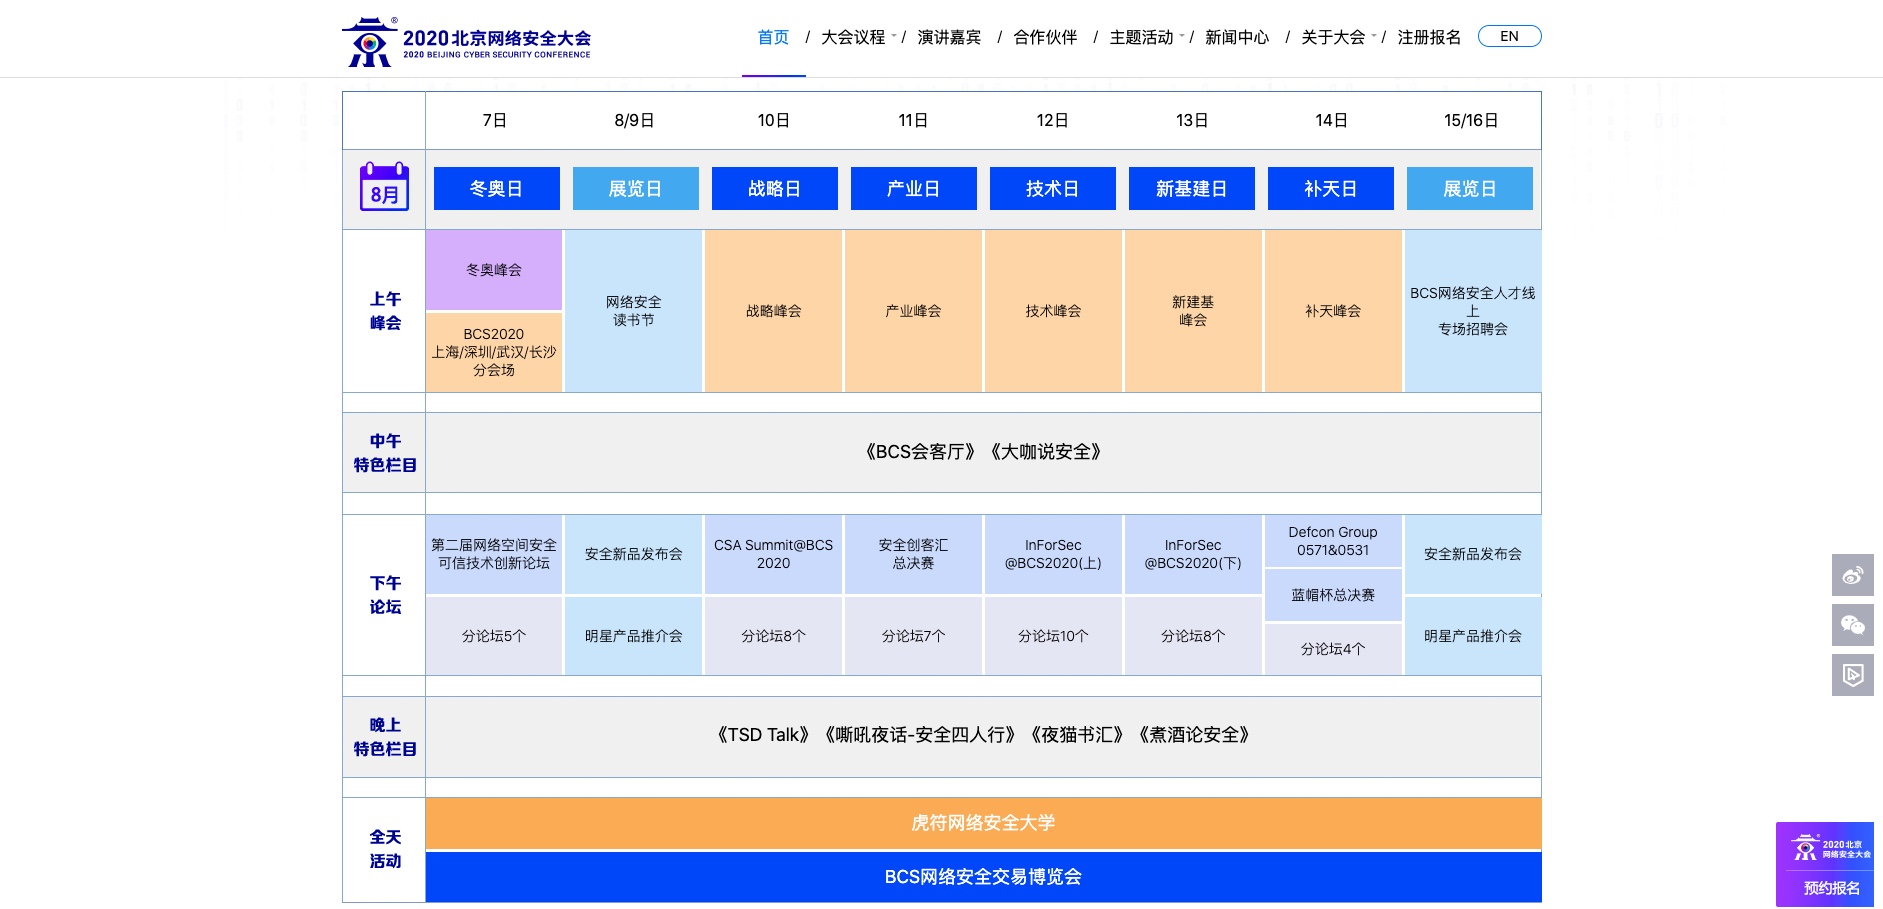 2020北京网络安全大会
2020 BEIJING CYBER SECURITY CONFERENCE
首页 / 大会议程 / 演讲嘉宾 / 合作伙伴 / 主题活动 / 新闻中心 / 关于大会 / 注册报名 EN
7日 8/9日 10日 11日 12日 13日 14日 15/16日
8月 冬奥日 展览日 战略日 产业日 技术日 新基建日 补天日 展览日
上午
峰会
冬奥峰会
BCS2020
上海/深圳/武汉/长沙
分会场
网络安全
读书节
战略峰会
产业峰会
技术峰会
新建基
峰会
补天峰会
BCS网络安全人才线
上
专场招聘会
中午
特色栏目
《BCS会客厅》《大咖说安全》
下午
论坛
第二届网络空间安全
可信技术创新论坛
分论坛5个
安全新品发布会
明星产品推介会
CSA Summit@BCS
2020
分论坛8个
安全创客汇
总决赛
分论坛7个
InForSec
@BCS2020(上)
分论坛10个
InForSec
@BCS2020(下)
分论坛8个
Defcon Group
0571&0531
蓝帽杯总决赛
分论坛4个
安全新品发布会
明星产品推介会
晚上
特色栏目
《TSD Talk》《嘶吼夜话-安全四人行》《夜猫书汇》《煮酒论安全》
全天
活动
虎符网络安全大学
BCS网络安全交易博览会
2020北京
网络安全大会
预约报名